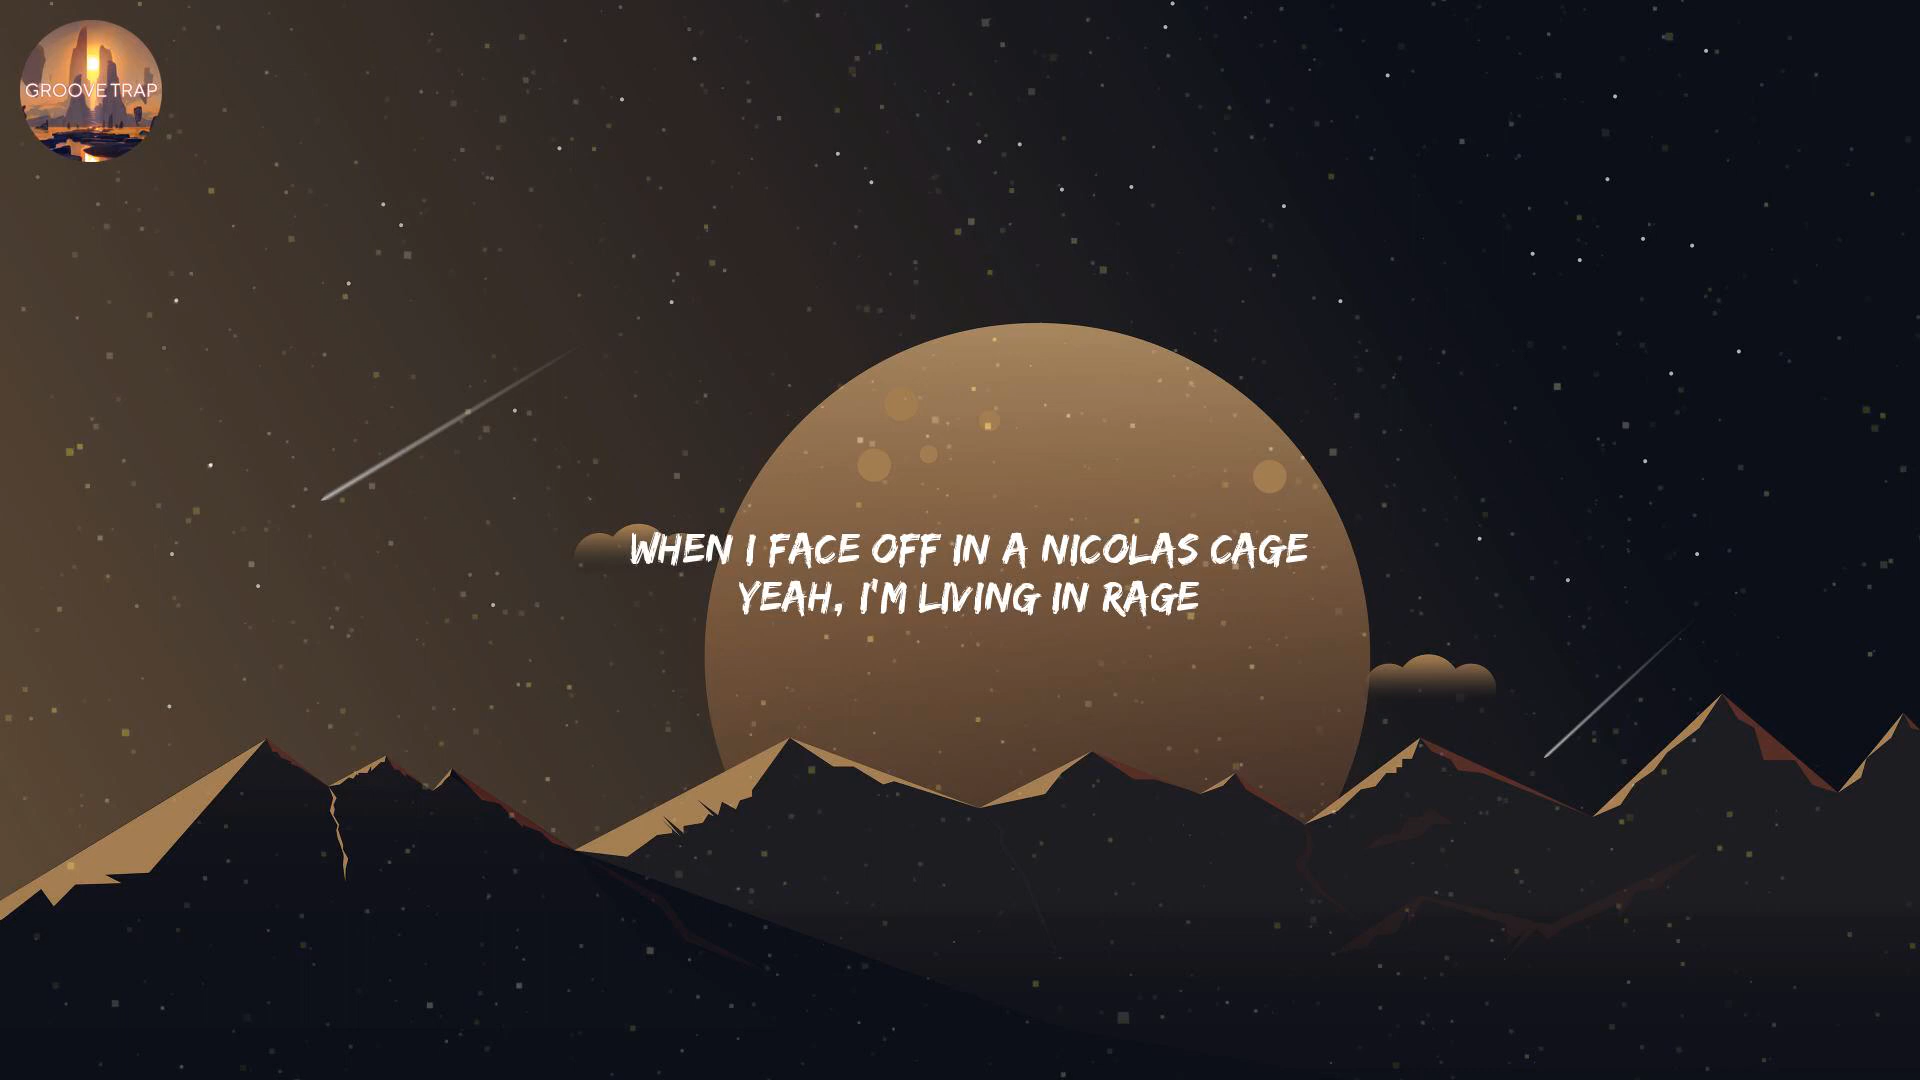 GROOVE TRAP
WHEN I FACE OFF IN A NICOLAS CAGE
YEAH, I'M LIVING IN RAGE